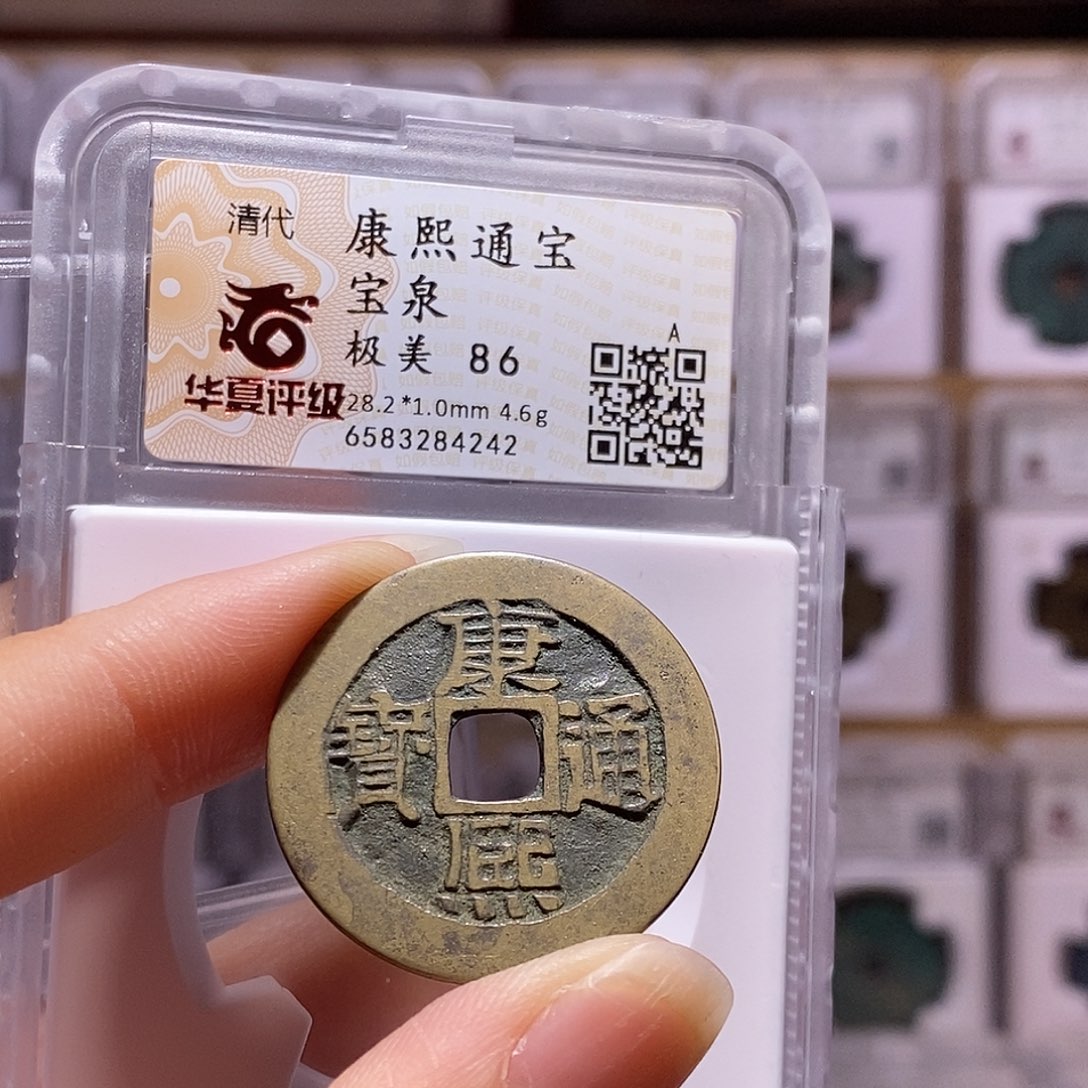 清代
华夏评级
康熙通宝
宝泉
极美 86
28.2*1.0mm 4.6g
6583284242
A
康熙通寶